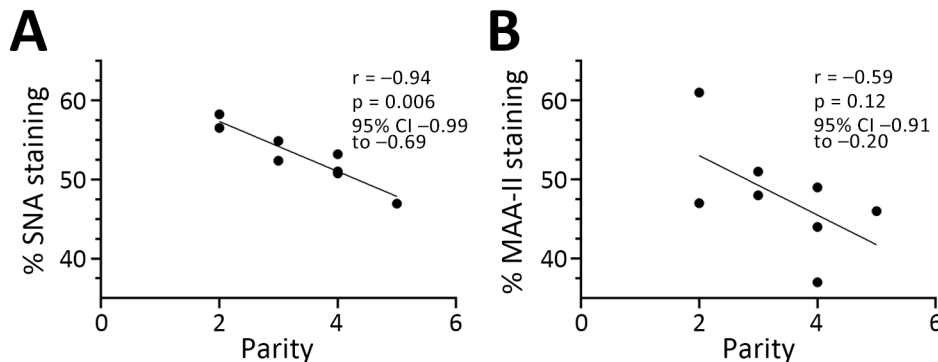 A
% SNA staining
60
50
40
0
2
4
6
Parity
r = –0.94
p = 0.006
95% CI –0.99
to –0.69
B
% MAA-II staining
60
50
40
0
2
4
6
Parity
r = –0.59
p = 0.12
95% CI –0.91
to –0.20